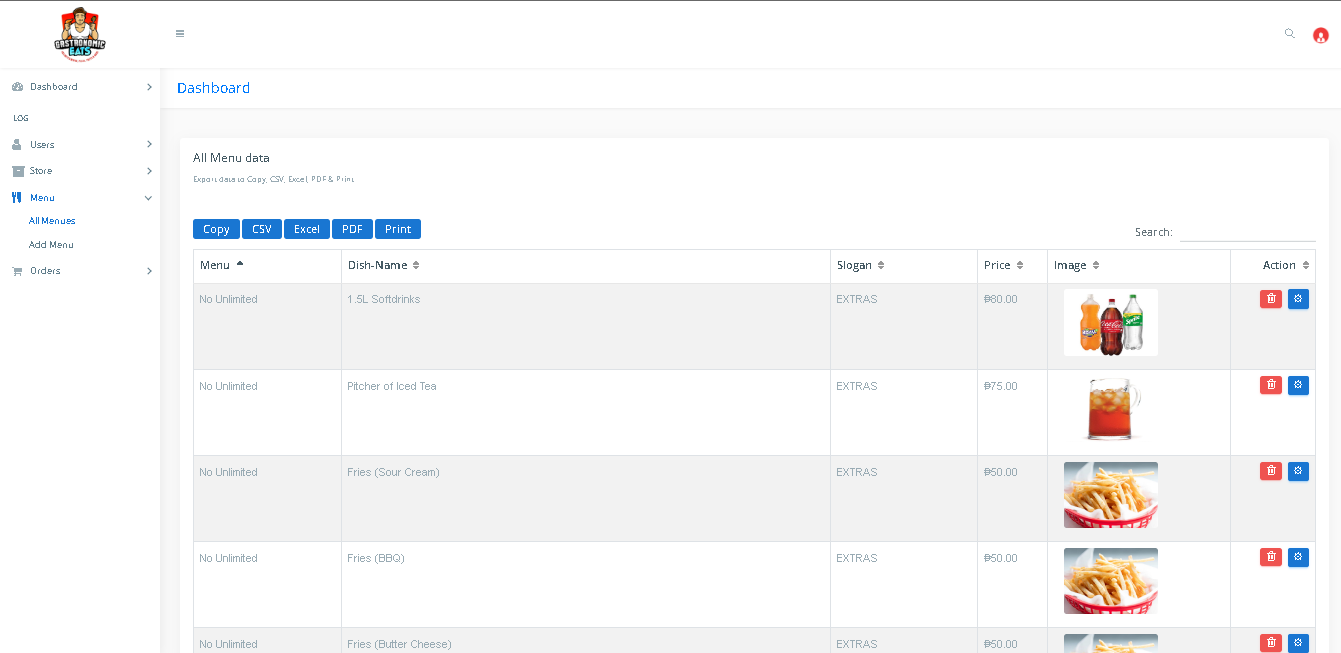 GASTRONOMIC
EATS
Dashboard
Dashboard
LOG
Users
Store
Menu
All Menues
Add Menu
Orders
All Menu data
Export data to Copy, CSV, Excel, PDF & Print
Copy CSV Excel PDF Print
Search:
Menu Dish-Name Slogan Price Image Action
No Unlimited 1.5L Softdrinks EXTRAS ₱80.00
Coca-Cola Sprite
No Unlimited Pitcher of Iced Tea EXTRAS ₱75.00
No Unlimited Fries (Sour Cream) EXTRAS ₱50.00
No Unlimited Fries (BBQ) EXTRAS ₱50.00
No Unlimited Fries (Butter Cheese) EXTRAS ₱50.00